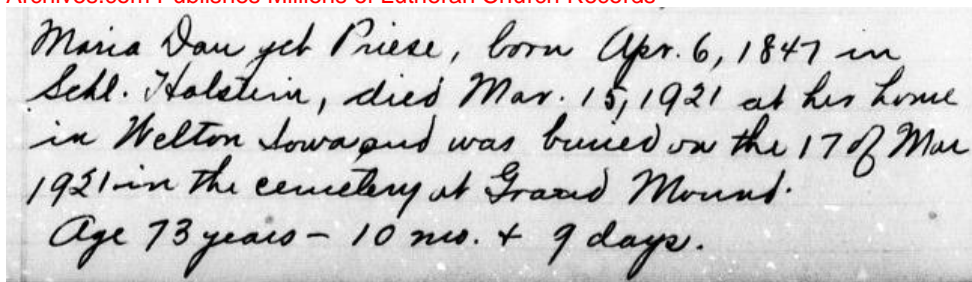 Archives.com Publishes Millions of Lutheran Church Records
Maria Dau geb Priese, born Apr. 6, 1847 in
Schl. Holstein, died Mar. 15, 1921 at her home
in Welton Iowa and was buried on the 17 of Mar
1921 in the cemetery at Grand Mound.
Age 73 years – 10 mo. + 9 days.